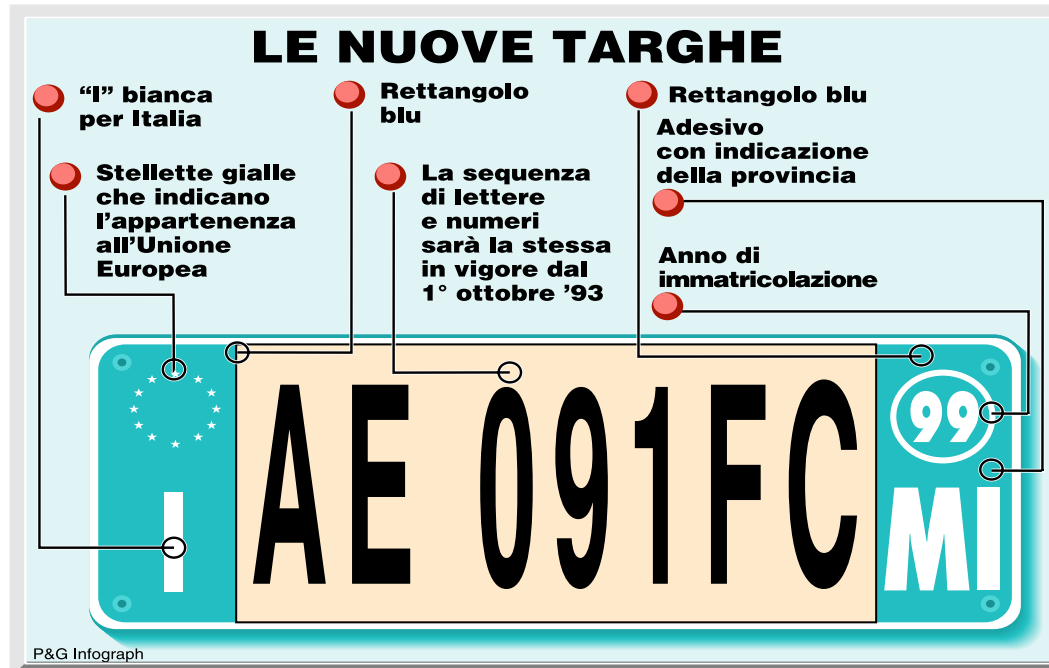 LE NUOVE TARGHE
“I” bianca
per Italia
Stellette gialle
che indicano
l’appartenenza
all’Unione
Europea
Rettangolo
blu
La sequenza
di lettere
e numeri
sarà la stessa
in vigore dal
1° ottobre ’93
Rettangolo blu
Adesivo
con indicazione
della provincia
Anno di
immatricolazione
I
AE 091FC
99
MI
P&G Infograph